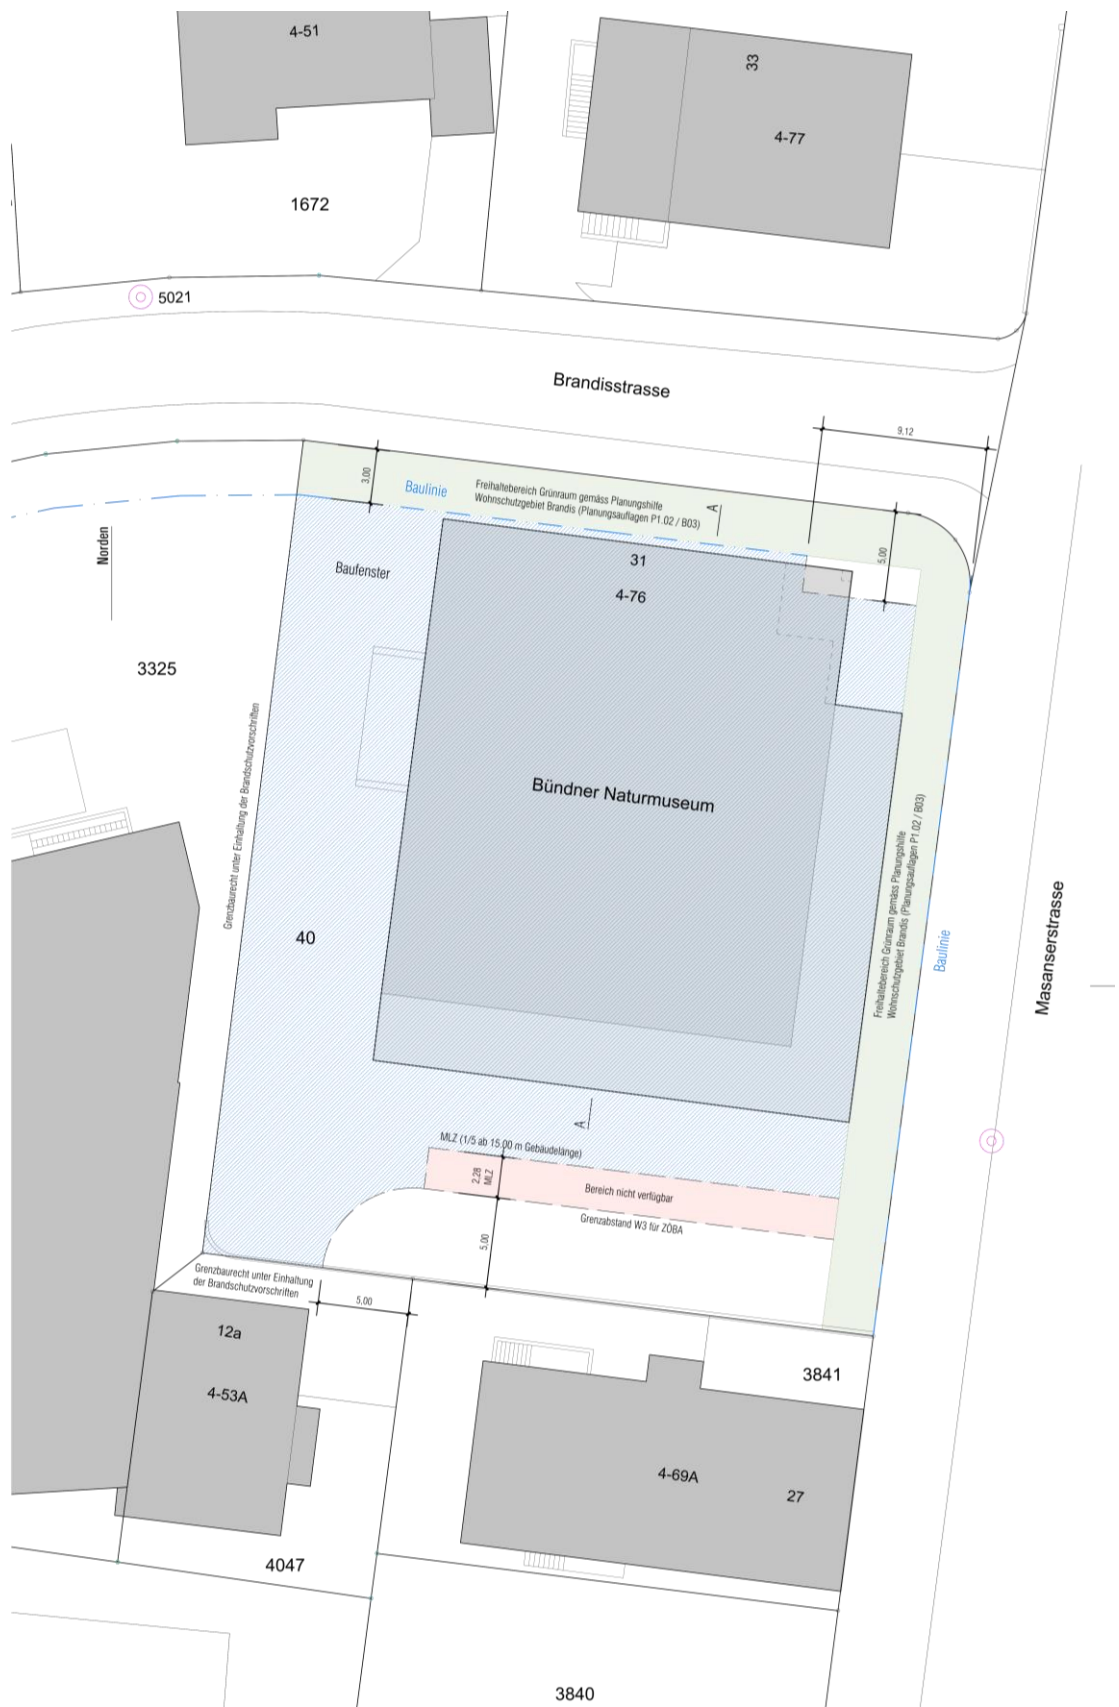 4-51
33
4-77
1672
5021
Brandisstrasse
9.12
3.00
Baulinie
Freihaltebereich Grünraum gemäss Planungshilfe
Wohnschutzgebiet Brandis (Planungsauflagen P1.02 / B03)
A
5.00
Norden
Baufenster
31
4-76
3325
Grenzbaurecht unter Einhaltung der Brandschutzvorschriften
Bündner Naturmuseum
40
Freihaltebereich Grünraum gemäss Planungshilfe
Wohnschutzgebiet Brandis (Planungsauflagen P1.02 / B03)
Baulinie
Masanserstrasse
A
MLZ (1/5 ab 15.00 m Gebäudelänge)
2.28
MLZ
Bereich nicht verfügbar
Grenzabstand W3 für ZÖBA
5.00
Grenzbaurecht unter Einhaltung
der Brandschutzvorschriften
5.00
12a
4-53A
3841
4-69A
27
4047
3840